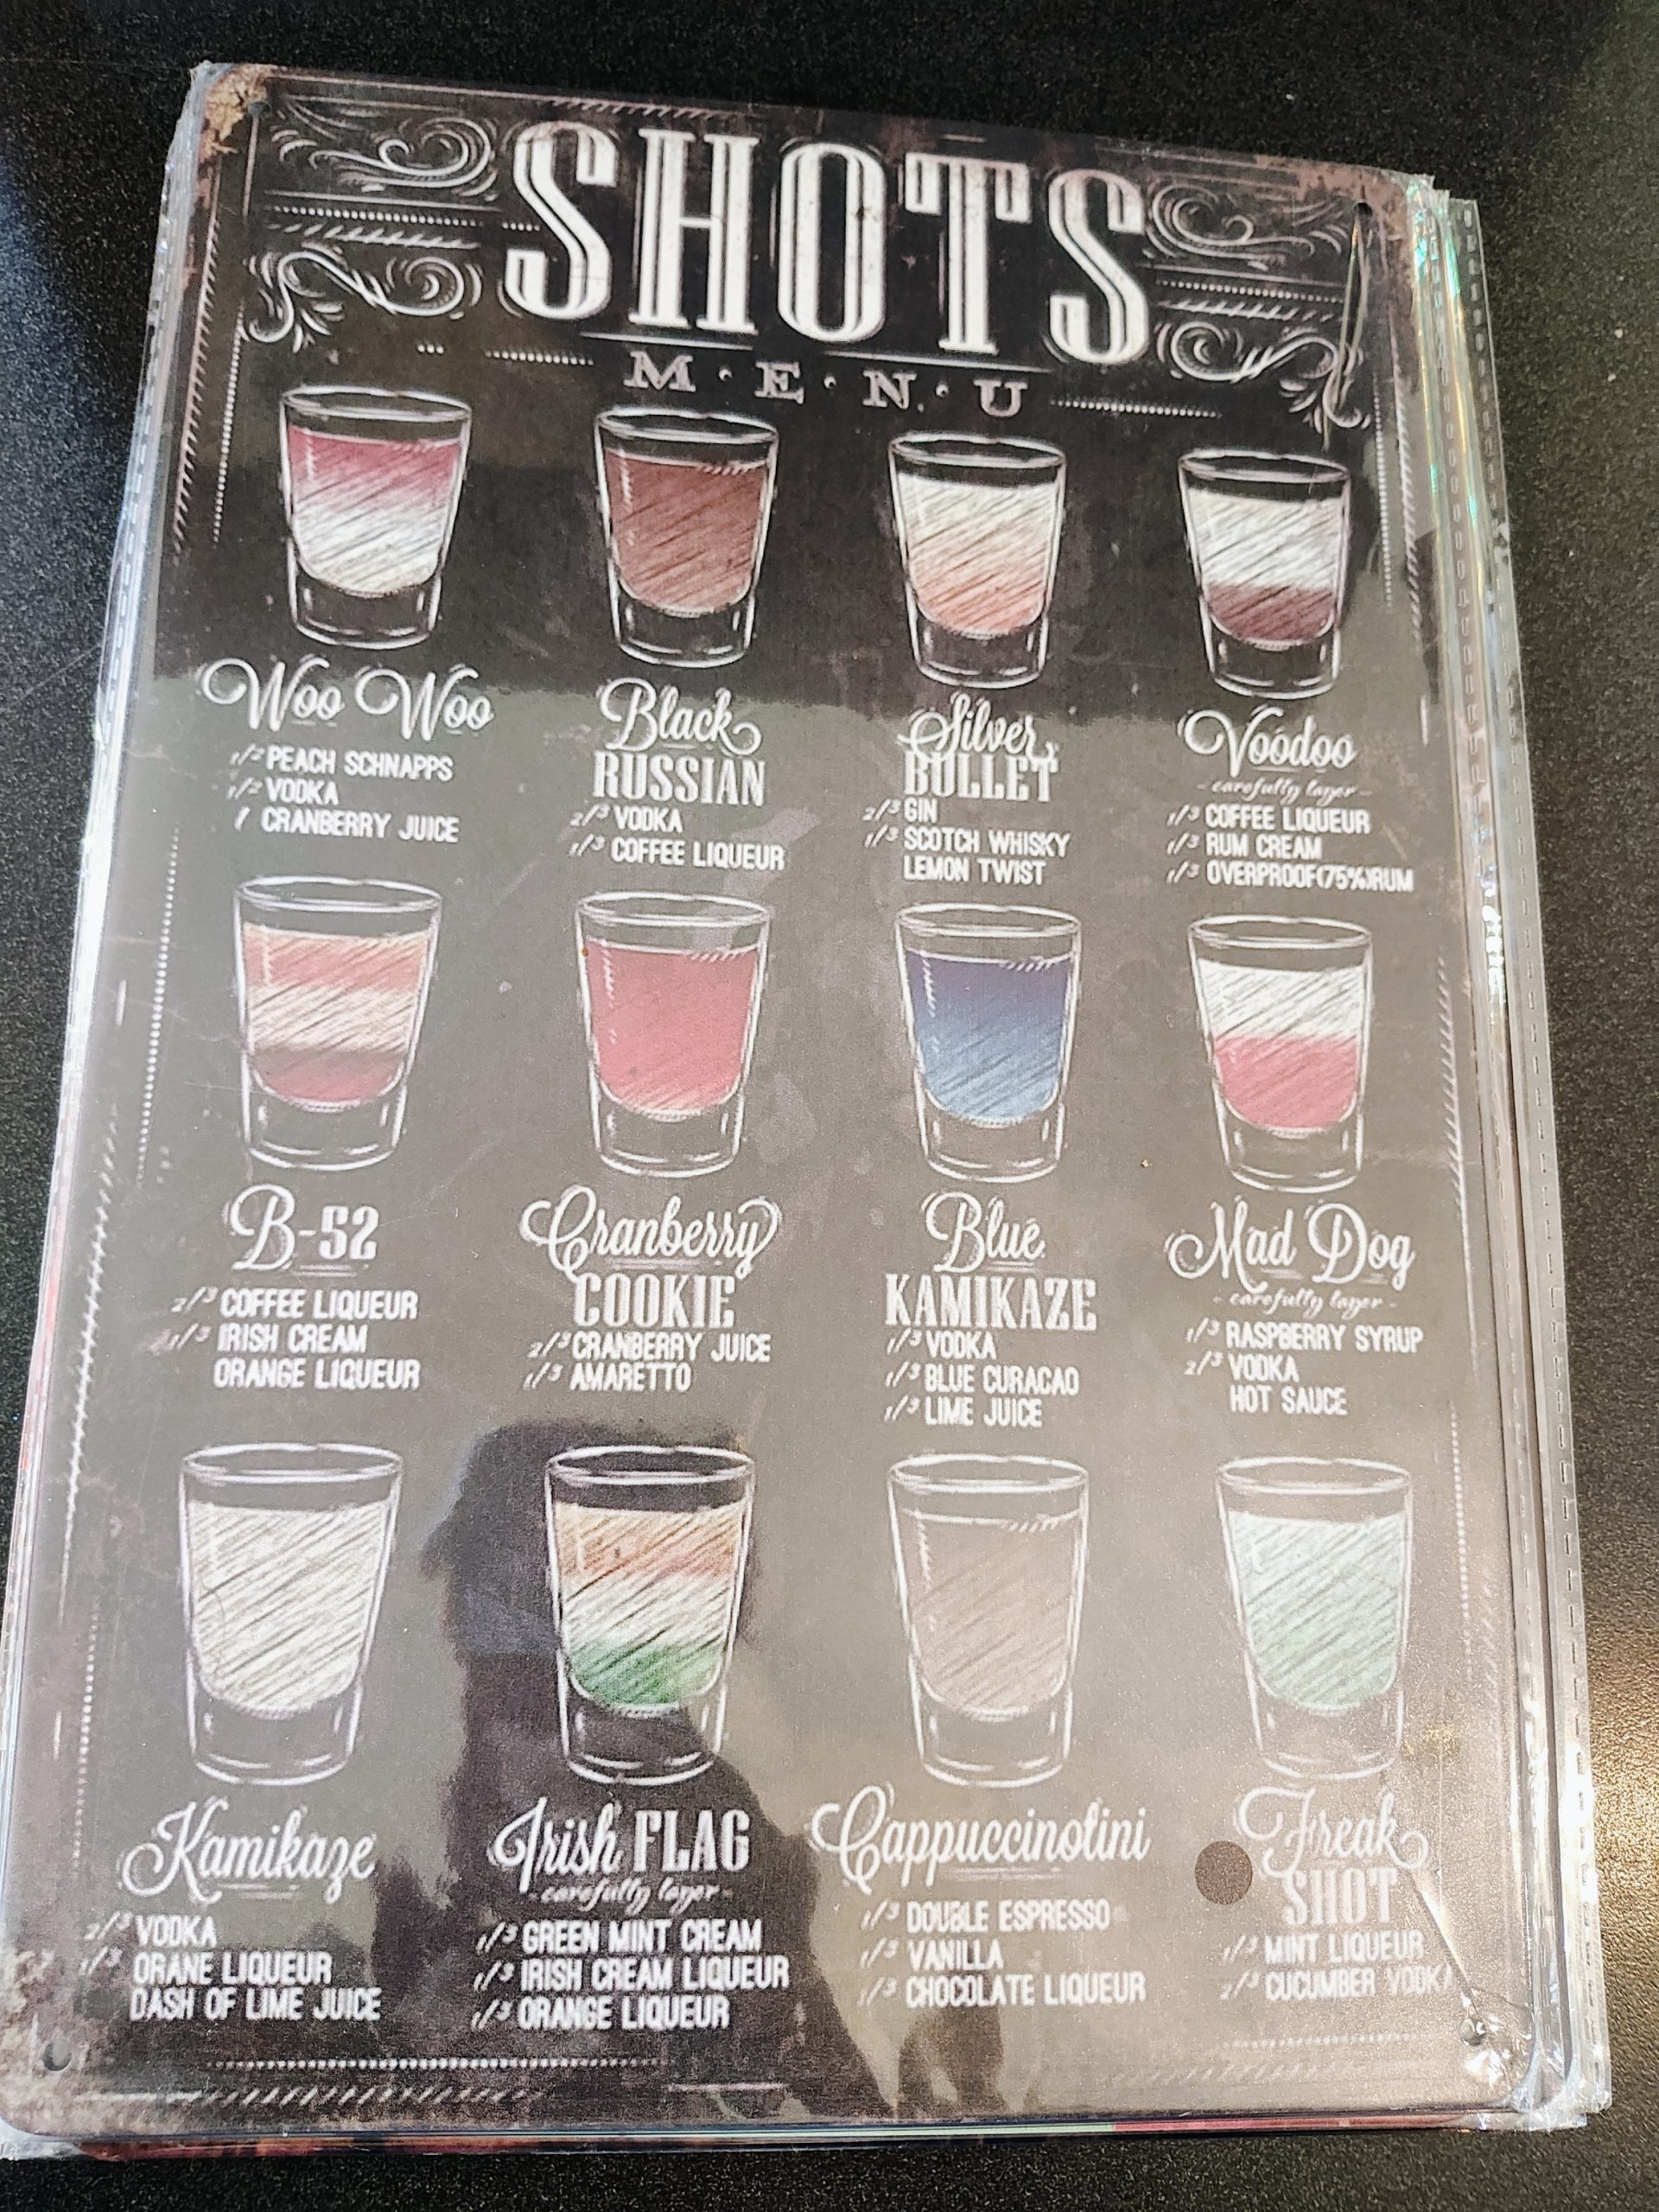 SHOTS
M·E·N·U
Woo Woo
1/2 PEACH SCHNAPPS
1/2 VODKA
/ CRANBERRY JUICE
Black
RUSSIAN
2/3 VODKA
1/3 COFFEE LIQUEUR
Silver
BULLET
2/3 GIN
1/3 SCOTCH WHISKY
LEMON TWIST
Voodoo
- carefully layer -
1/3 COFFEE LIQUEUR
1/3 RUM CREAM
1/3 OVERPROOF(75%)RUM
B-52
2/3 COFFEE LIQUEUR
1/3 IRISH CREAM
ORANGE LIQUEUR
Cranberry
COOKIE
2/3 CRANBERRY JUICE
1/3 AMARETTO
Blue
KAMIKAZE
1/3 VODKA
1/3 BLUE CURACAO
1/3 LIME JUICE
Mad Dog
- carefully layer -
1/3 RASPBERRY SYRUP
2/3 VODKA
HOT SAUCE
Kamikaze
2/3 VODKA
1/3 ORANE LIQUEUR
DASH OF LIME JUICE
Irish FLAG
- carefully layer -
1/3 GREEN MINT CREAM
1/3 IRISH CREAM LIQUEUR
1/3 ORANGE LIQUEUR
Cappuccinotini
1/3 DOUBLE ESPRESSO
1/3 VANILLA
1/3 CHOCOLATE LIQUEUR
Freak
SHOT
1/3 MINT LIQUEUR
2/3 CUCUMBER VODKA